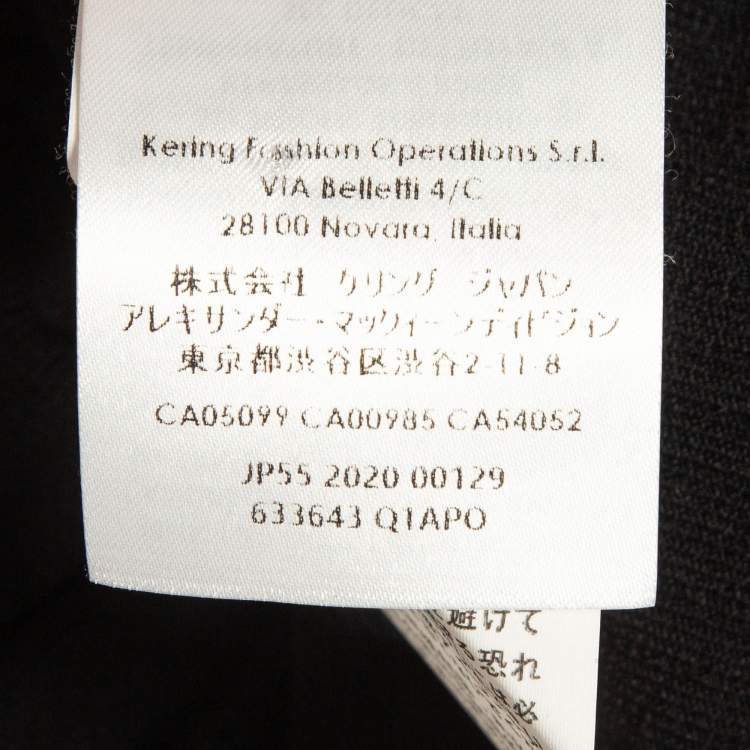 Kering Fashion Operations S.r.l.
VIA Belletti 4/C
28100 Novara, Italia
株式会社 ケリング ジャパン
アレキサンダー・マックィーンディビジョン
東京都渋谷区渋谷2-11-8
CA05099 CA00985 CA54052
JP55 2020 00129
633643 Q1APO
避けて
恐れ
必